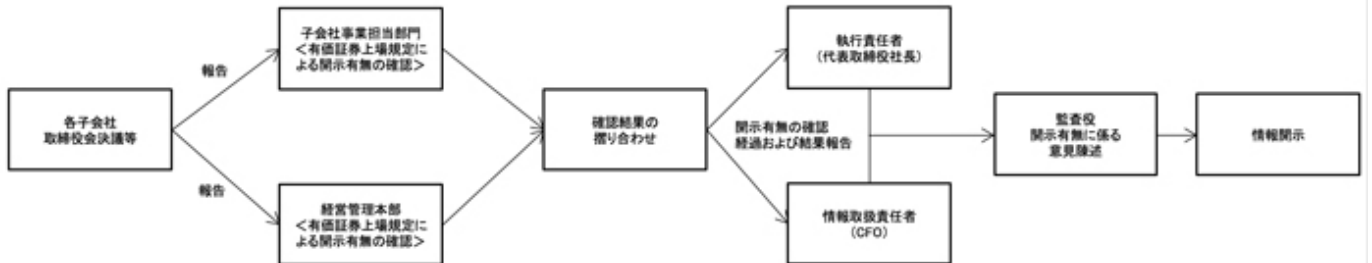 各子会社
取締役会決議等
報告
報告
子会社事業担当部門
＜有価証券上場規定に
よる開示有無の確認＞
経営管理本部
＜有価証券上場規定に
よる開示有無の確認＞
確認結果の
摺り合わせ
開示有無の確認
経過および結果報告
執行責任者
(代表取締役社長)
情報取扱責任者
(CFO)
監査役
開示有無に係る
意見陳述
情報開示